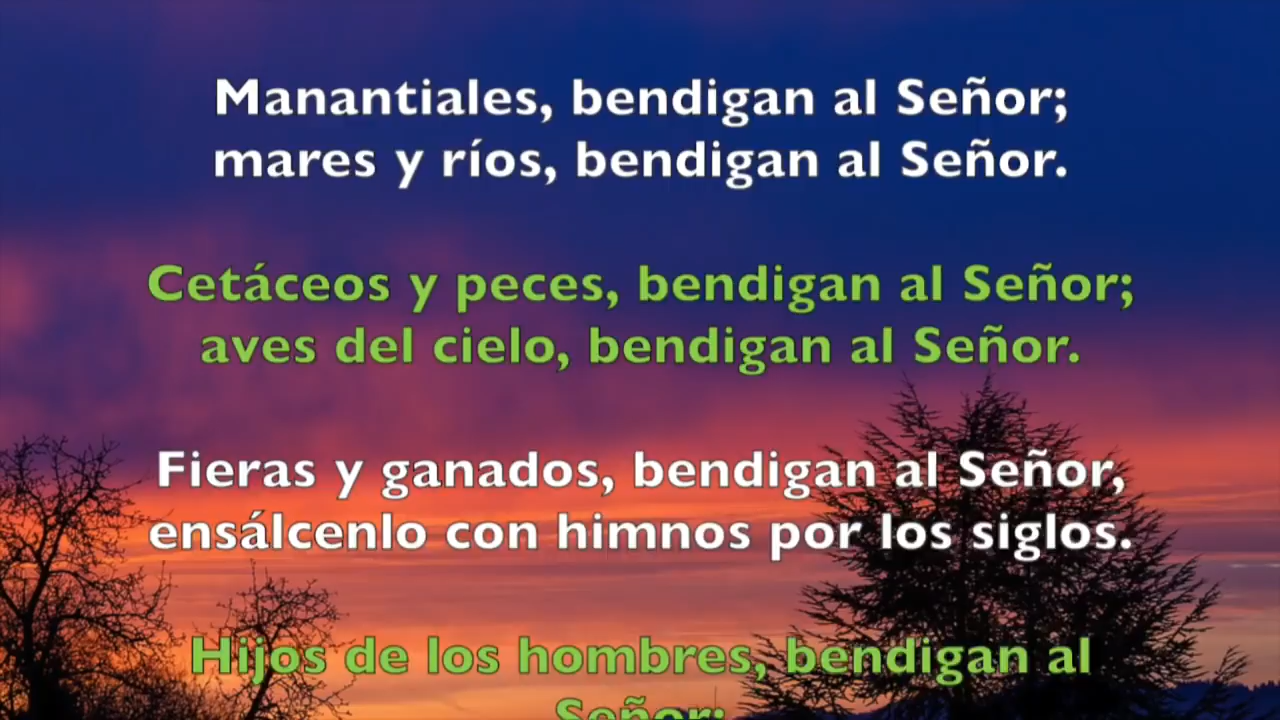 Manantiales, bendigan al Señor;
mares y ríos, bendigan al Señor.
Cetáceos y peces, bendigan al Señor;
aves del cielo, bendigan al Señor.
Fieras y ganados, bendigan al Señor,
ensálcenlo con himnos por los siglos.
Hijos de los hombres, bendigan al
Señor;